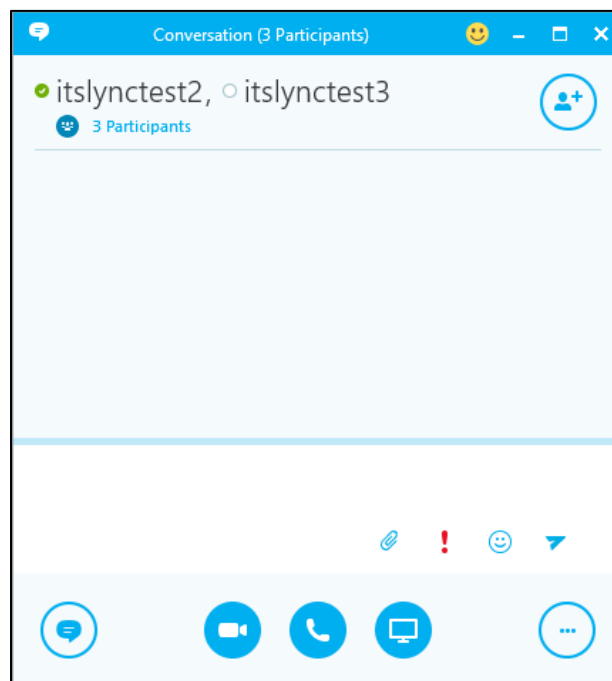 Conversation (3 Participants)
itslynctest2, itslynctest3
3 Participants